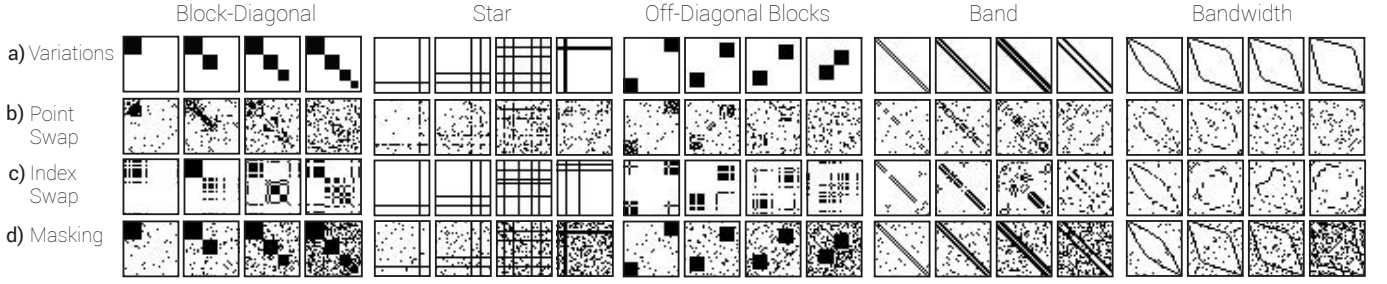 Block-Diagonal Star Off-Diagonal Blocks Band Bandwidth
a) Variations
b) Point
Swap
c) Index
Swap
d) Masking